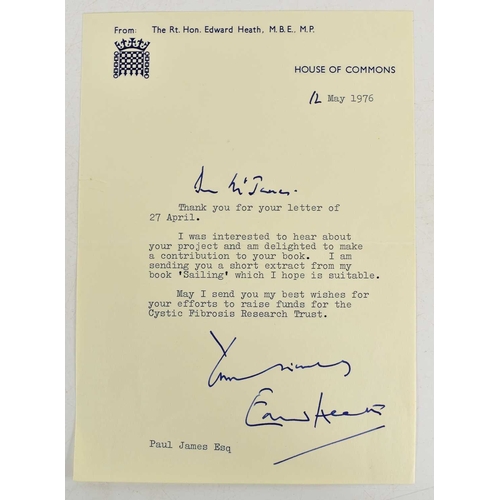 From: The Rt. Hon. Edward Heath, M.B.E., M.P.
HOUSE OF COMMONS
12 May 1976
Dear Mr James.
Thank you for your letter of
27 April.
I was interested to hear about
your project and am delighted to make
a contribution to your book. I am
sending you a short extract from my
book 'Sailing' which I hope is suitable.
May I send you my best wishes for
your efforts to raise funds for the
Cystic Fibrosis Research Trust.
Yours sincerely
Edward Heath
Paul James Esq